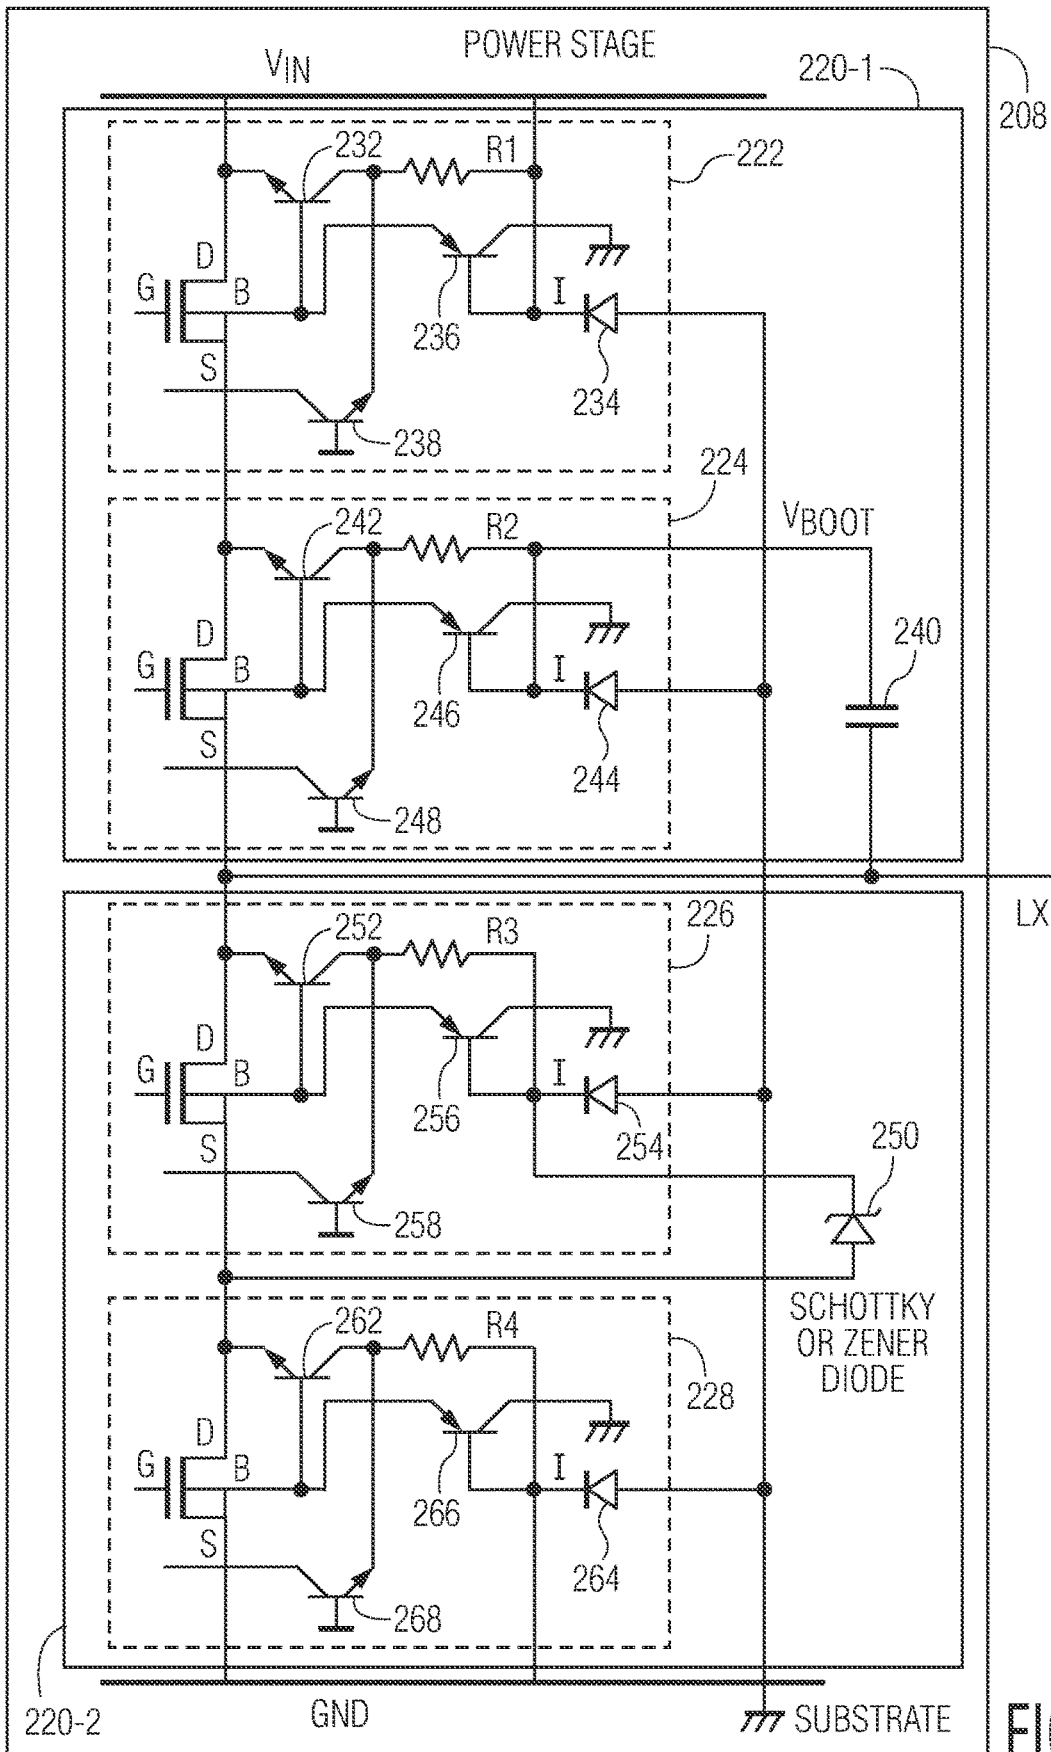 POWER STAGE
VIN
220-1
208
232
R1
222
D
G
B
I
236
234
S
238
224
242
R2
VBOOT
D
G
B
I
240
246
244
S
248
226
252
R3
LX
D
G
B
I
256
254
250
S
258
262
R4
SCHOTTKY
OR ZENER
DIODE
228
D
G
B
I
266
264
S
268
220-2
GND
SUBSTRATE